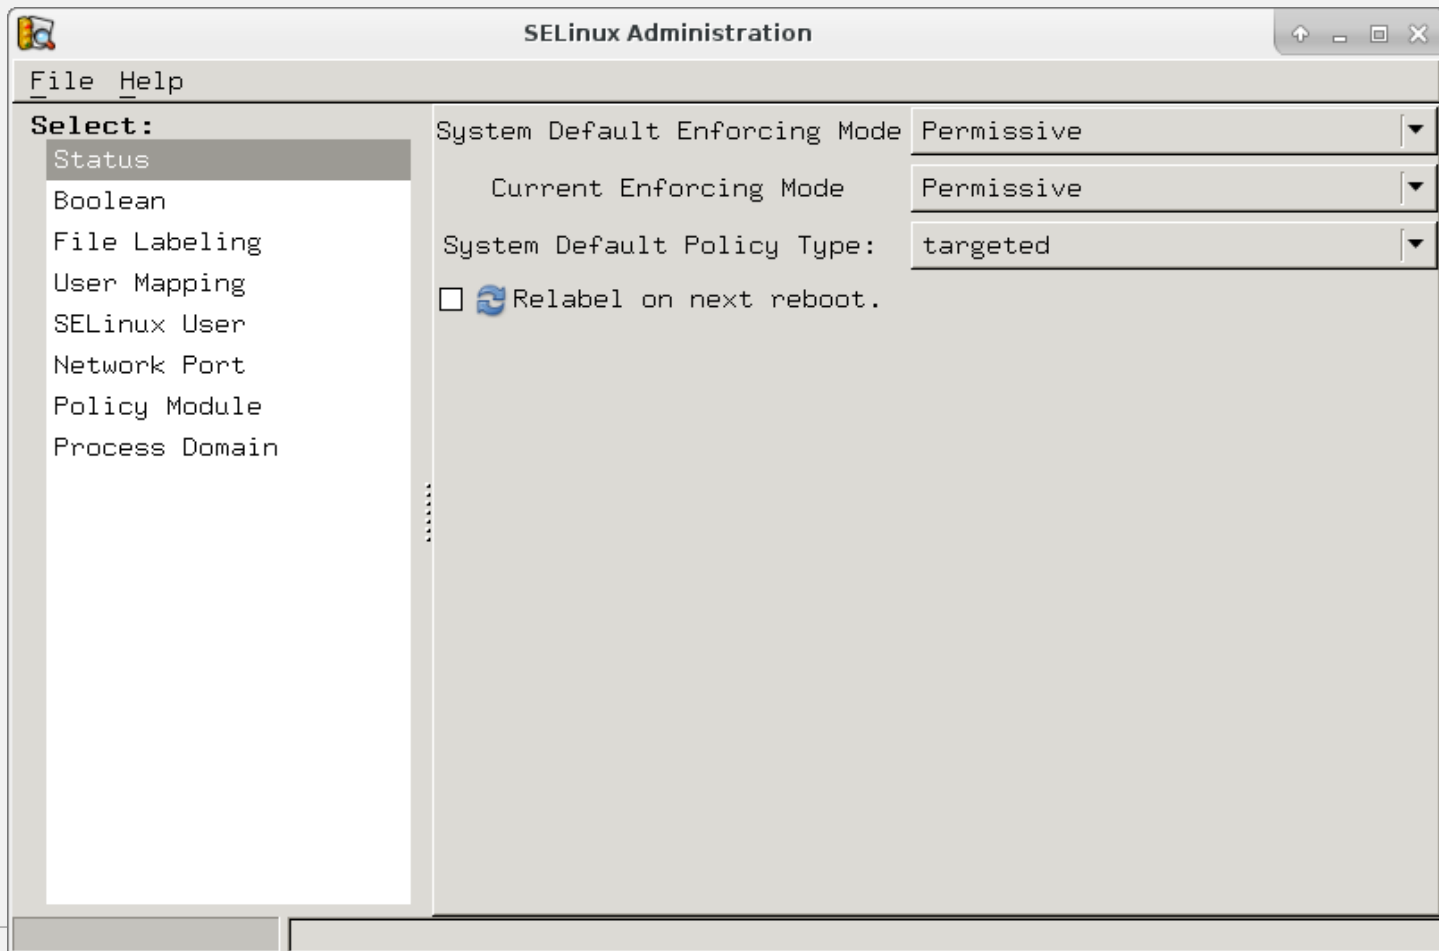 SELinux Administration
File Help
Select:
Status
Boolean
File Labeling
User Mapping
SELinux User
Network Port
Policy Module
Process Domain
System Default Enforcing Mode Permissive
Current Enforcing Mode Permissive
System Default Policy Type: targeted
Relabel on next reboot.